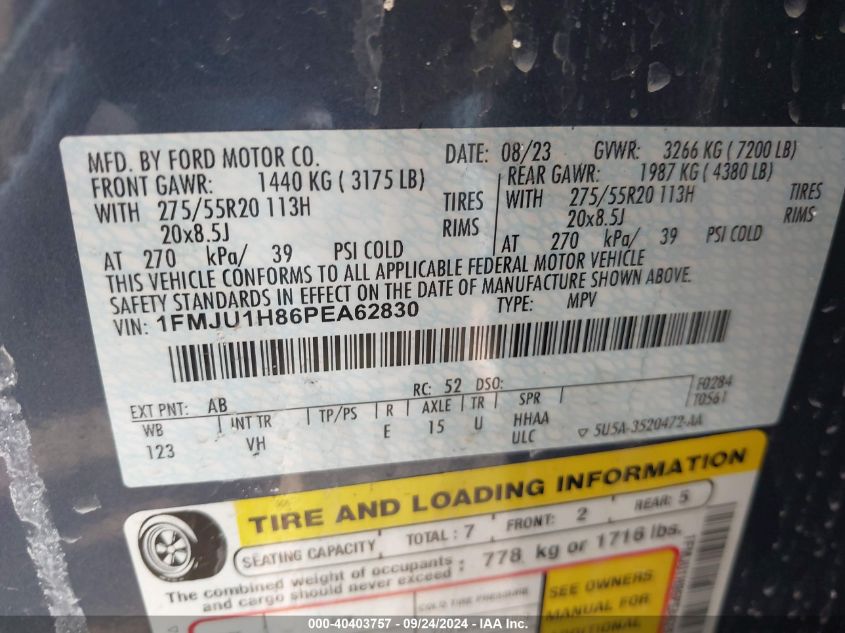 MFD. BY FORD MOTOR CO. DATE: 08/23 GVWR: 3266 KG ( 7200 LB)
FRONT GAWR: 1440 KG ( 3175 LB) REAR GAWR: 1987 KG ( 4380 LB)
WITH 275/55R20 113H TIRES WITH 275/55R20 113H TIRES
20x8.5J RIMS 20x8.5J RIMS
AT 270 kPa/ 39 PSI COLD AT 270 kPa/ 39 PSI COLD
THIS VEHICLE CONFORMS TO ALL APPLICABLE FEDERAL MOTOR VEHICLE
SAFETY STANDARDS IN EFFECT ON THE DATE OF MANUFACTURE SHOWN ABOVE.
VIN: 1FMJU1H86PEA62830 TYPE: MPV
EXT PNT: AB RC: 52 DSO: F0284
T0561
WB INT TR TP/PS R AXLE TR SPR
123 VH E 15 U HHAA
ULC 5U5A-3520472-AA
TIRE AND LOADING INFORMATION
SEATING CAPACITY TOTAL: 7 FRONT: 2 REAR: 5
The combined weight of occupants and cargo should never exceed : 778 kg or 1716 lbs.
COLD TIRE PRESSURE
SEE OWNERS
MANUAL FOR
ADDITIONAL
000-40403757 - 09/24/2024 - IAA Inc.